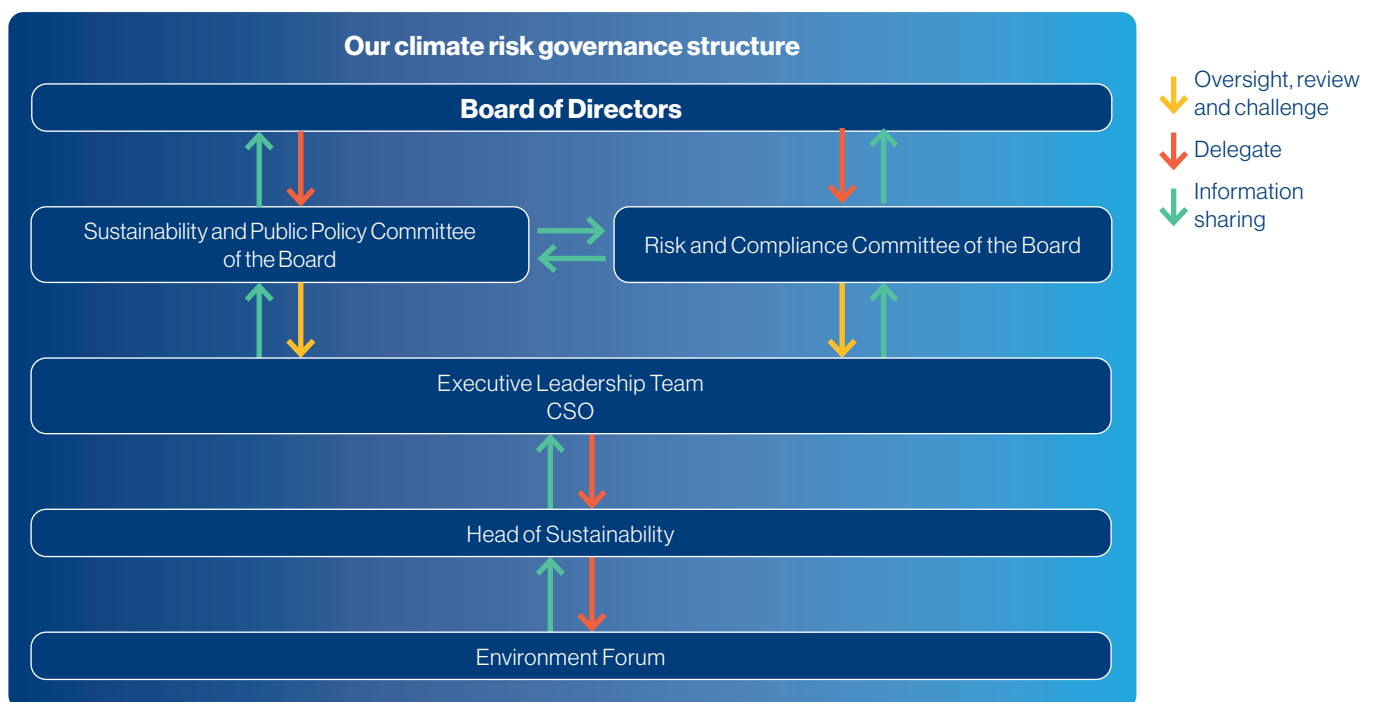 Our climate risk governance structure
Board of Directors
Sustainability and Public Policy Committee
of the Board
Risk and Compliance Committee of the Board
Executive Leadership Team
CSO
Head of Sustainability
Environment Forum
Oversight, review
and challenge
Delegate
Information
sharing